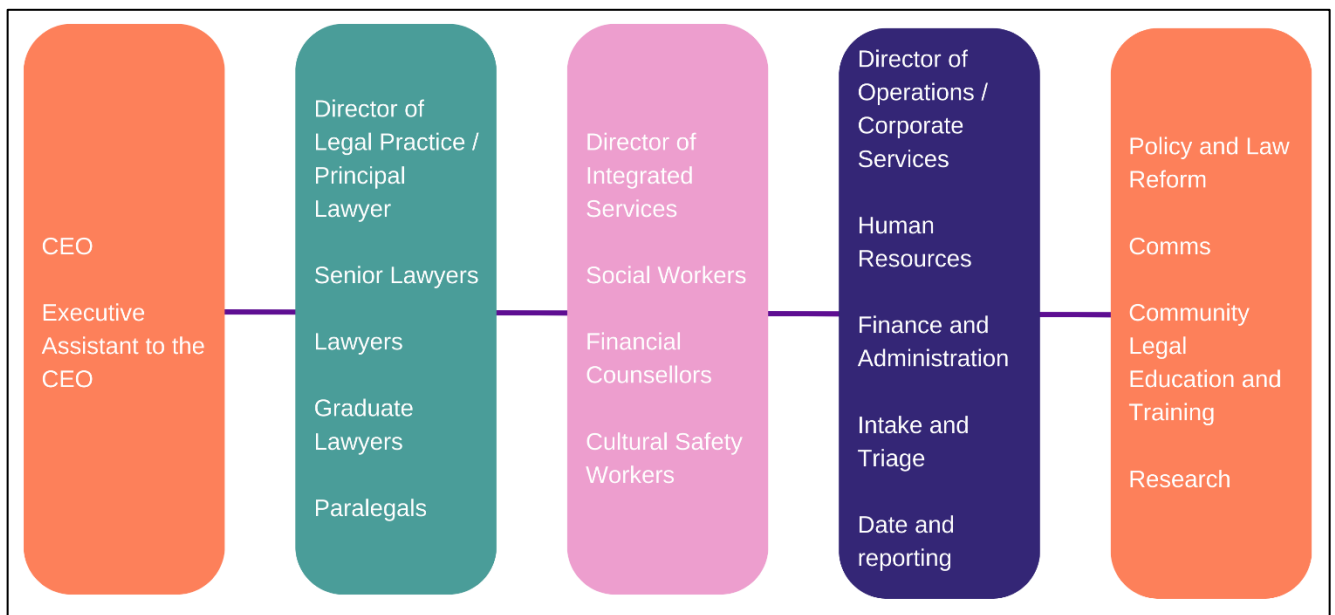 CEO
Executive
Assistant to the
CEO
Director of
Legal Practice /
Principal
Lawyer
Senior Lawyers
Lawyers
Graduate
Lawyers
Paralegals
Director of
Integrated
Services
Social Workers
Financial
Counsellors
Cultural Safety
Workers
Director of
Operations /
Corporate
Services
Human
Resources
Finance and
Administration
Intake and
Triage
Date and
reporting
Policy and Law
Reform
Comms
Community
Legal
Education and
Training
Research